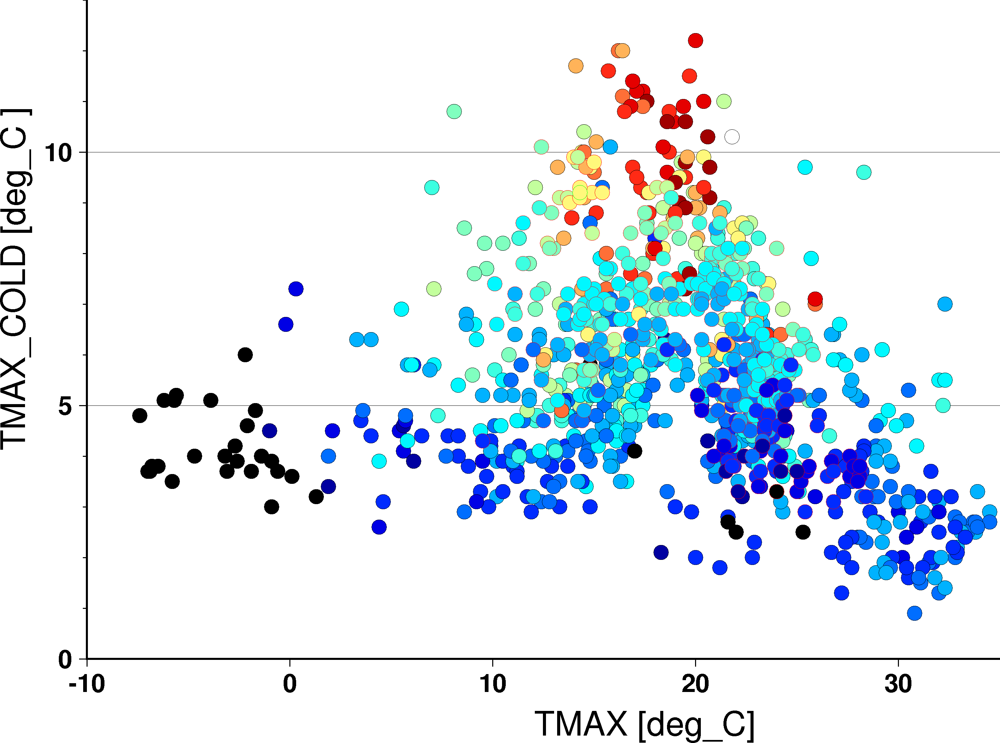 TMAX_COLD [deg_C ]
10
5
0
-10 0 10 20 30
TMAX [deg_C]